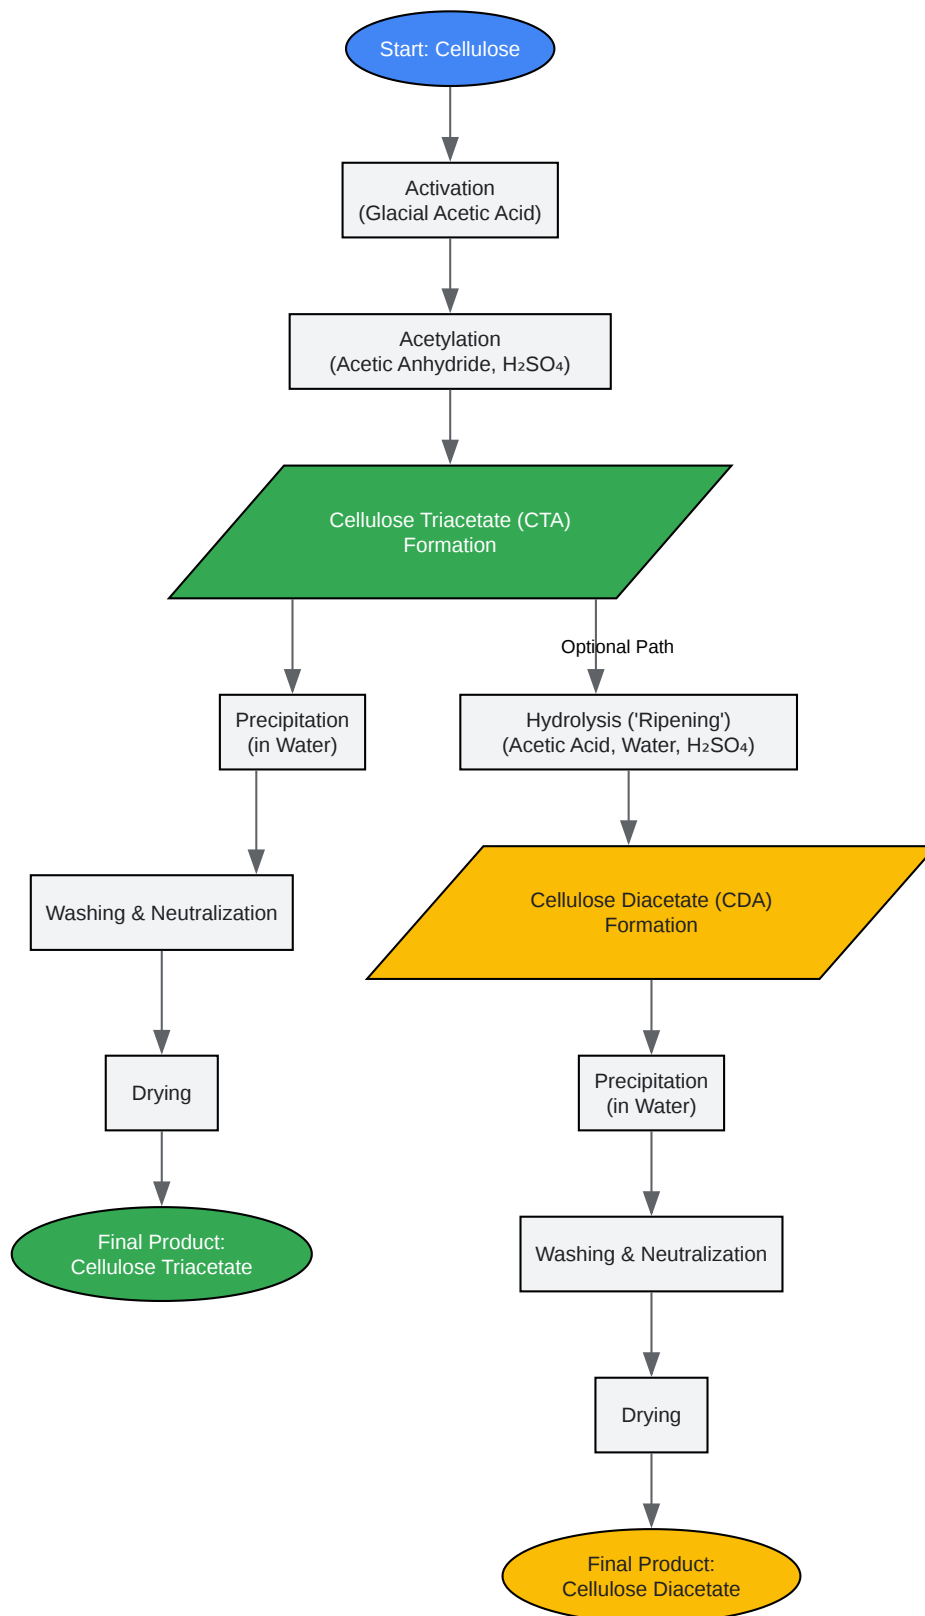 Start: Cellulose
Activation
(Glacial Acetic Acid)
Acetylation
(Acetic Anhydride, H₂SO₄)
Cellulose Triacetate (CTA)
Formation
Optional Path
Precipitation
(in Water)
Hydrolysis ('Ripening')
(Acetic Acid, Water, H₂SO₄)
Washing & Neutralization
Cellulose Diacetate (CDA)
Formation
Drying
Precipitation
(in Water)
Final Product:
Cellulose Triacetate
Washing & Neutralization
Drying
Final Product:
Cellulose Diacetate